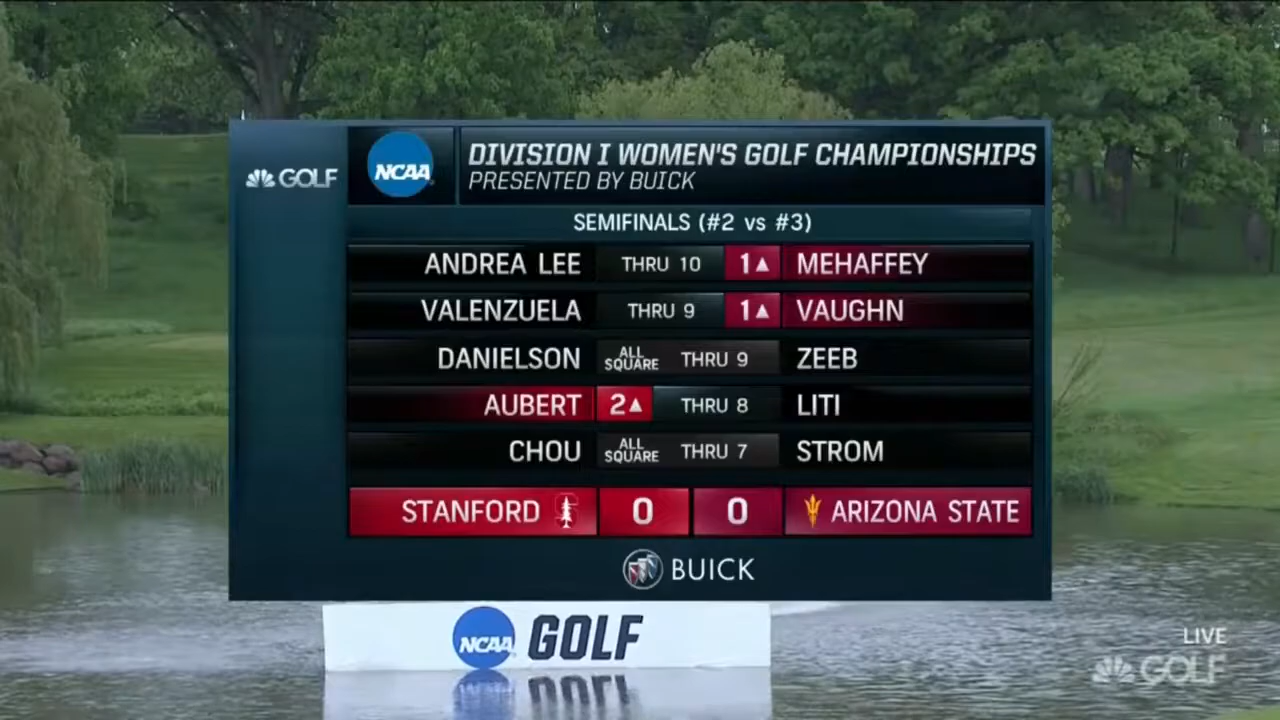 GOLF
NCAA
DIVISION I WOMEN'S GOLF CHAMPIONSHIPS
PRESENTED BY BUICK
SEMIFINALS (#2 vs #3)
ANDREA LEE THRU 10 1▲ MEHAFFEY
VALENZUELA THRU 9 1▲ VAUGHN
DANIELSON ALL SQUARE THRU 9 ZEEB
AUBERT 2▲ THRU 8 LITI
CHOU ALL SQUARE THRU 7 STROM
STANFORD 0 0 ARIZONA STATE
BUICK
NCAA GOLF
LIVE
GOLF